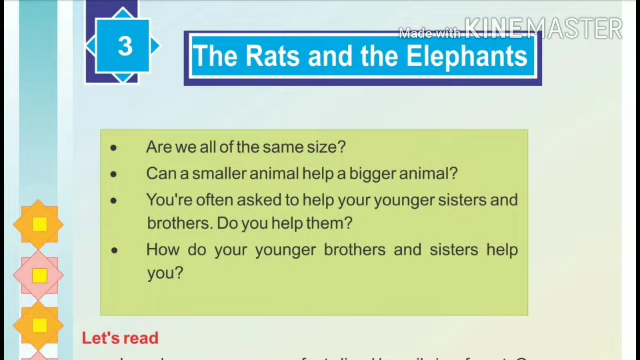 Made with KINEMASTER
3
The Rats and the Elephants
• Are we all of the same size?
• Can a smaller animal help a bigger animal?
• You're often asked to help your younger sisters and
brothers. Do you help them?
• How do your younger brothers and sisters help
you?
Let's read